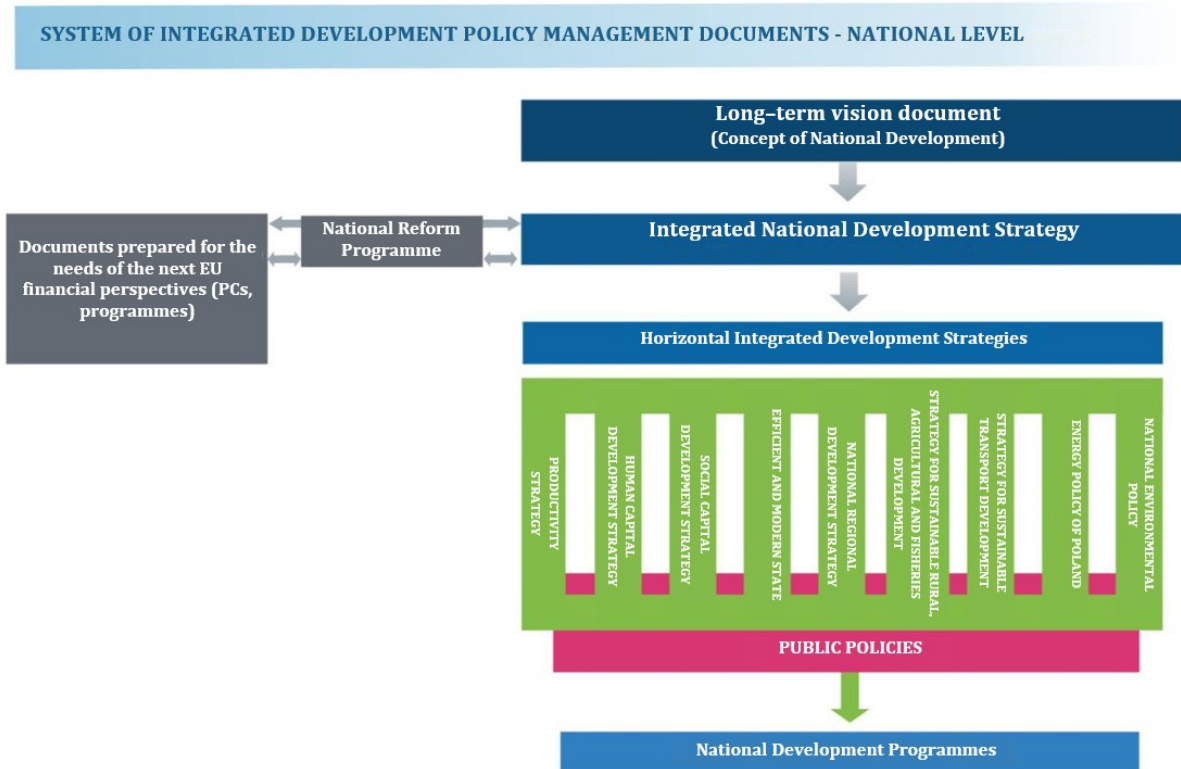 SYSTEM OF INTEGRATED DEVELOPMENT POLICY MANAGEMENT DOCUMENTS - NATIONAL LEVEL
Long–term vision document
(Concept of National Development)
Documents prepared for the
needs of the next EU
financial perspectives (PCs,
programmes)
National Reform
Programme
Integrated National Development Strategy
Horizontal Integrated Development Strategies
PRODUCTIVITY
STRATEGY
HUMAN CAPITAL
DEVELOPMENT STRATEGY
SOCIAL CAPITAL
DEVELOPMENT STRATEGY
EFFICIENT AND MODERN STATE
NATIONAL REGIONAL
DEVELOPMENT STRATEGY
STRATEGY FOR SUSTAINABLE RURAL,
AGRICULTURAL AND FISHERIES
DEVELOPMENT
STRATEGY FOR SUSTAINABLE
TRANSPORT DEVELOPMENT
ENERGY POLICY OF POLAND
NATIONAL ENVIRONMENTAL
POLICY
PUBLIC POLICIES
National Development Programmes